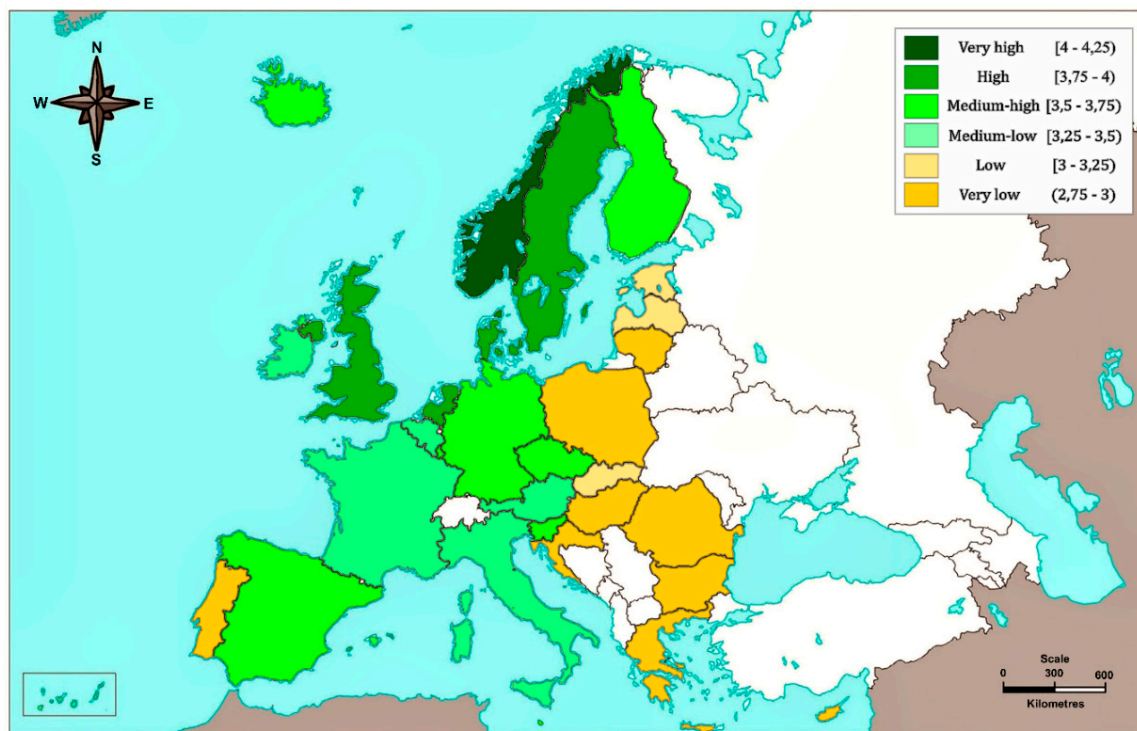 N
W E
S
Very high [4 - 4,25)
High [3,75 - 4)
Medium-high [3,5 - 3,75)
Medium-low [3,25 - 3,5)
Low [3 - 3,25)
Very low (2,75 - 3)
Scale
0 300 600
Kilometres